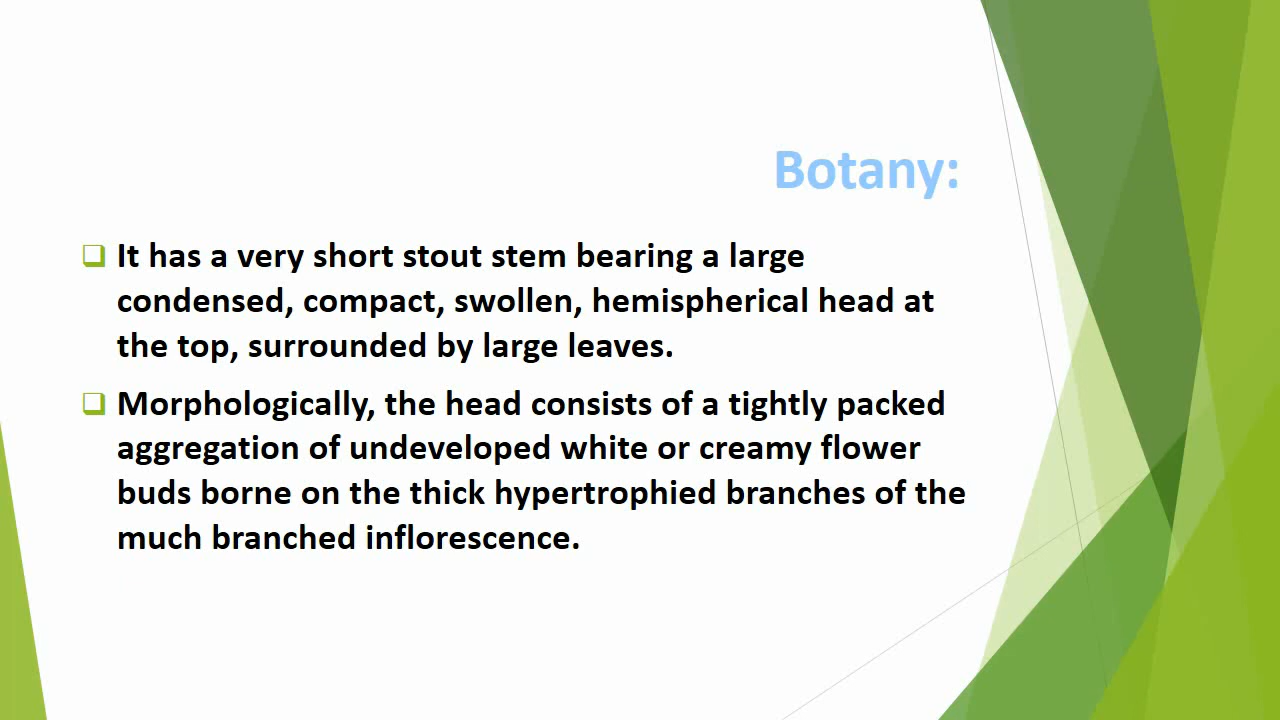 Botany:
It has a very short stout stem bearing a large
condensed, compact, swollen, hemispherical head at
the top, surrounded by large leaves.
Morphologically, the head consists of a tightly packed
aggregation of undeveloped white or creamy flower
buds borne on the thick hypertrophied branches of the
much branched inflorescence.